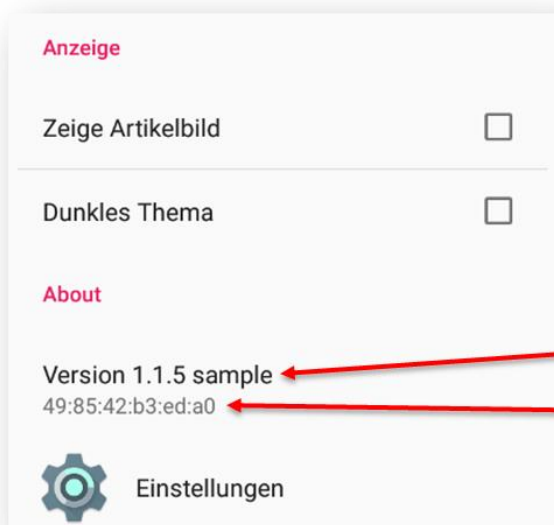 Anzeige
Zeige Artikelbild
Dunkles Thema
About
Version 1.1.5 sample
49:85:42:b3:ed:a0
Einstellungen